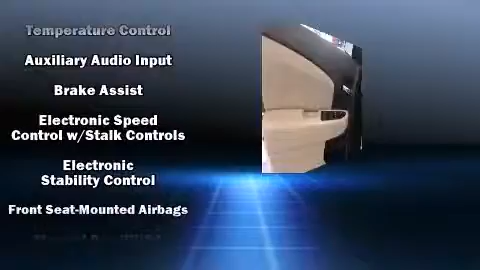 Temperature Control
Auxiliary Audio Input
Brake Assist
Electronic Speed
Control w/Stalk Controls
Electronic
Stability Control
Front Seat-Mounted Airbags